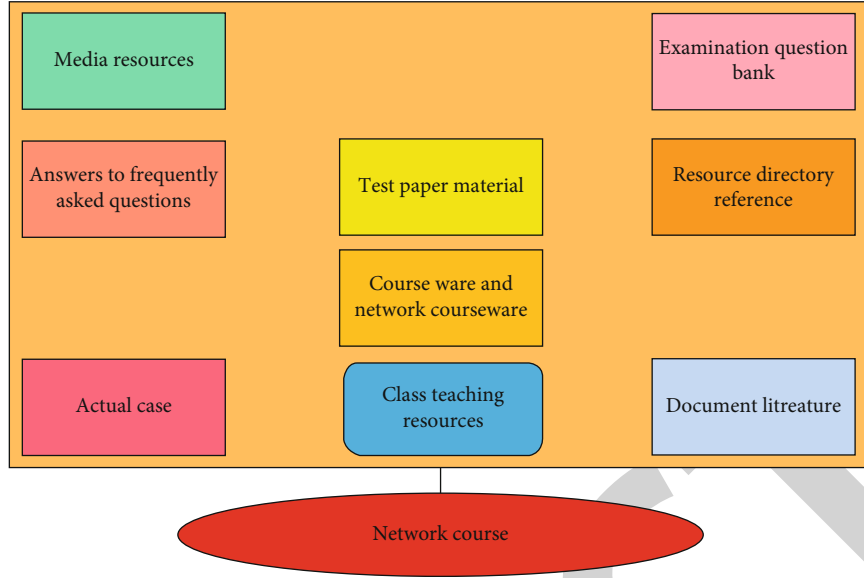 Media resources
Examination question
bank
Answers to frequently
asked questions
Test paper material
Resource directory
reference
Course ware and
network courseware
Actual case
Class teaching
resources
Document litreature
Network course